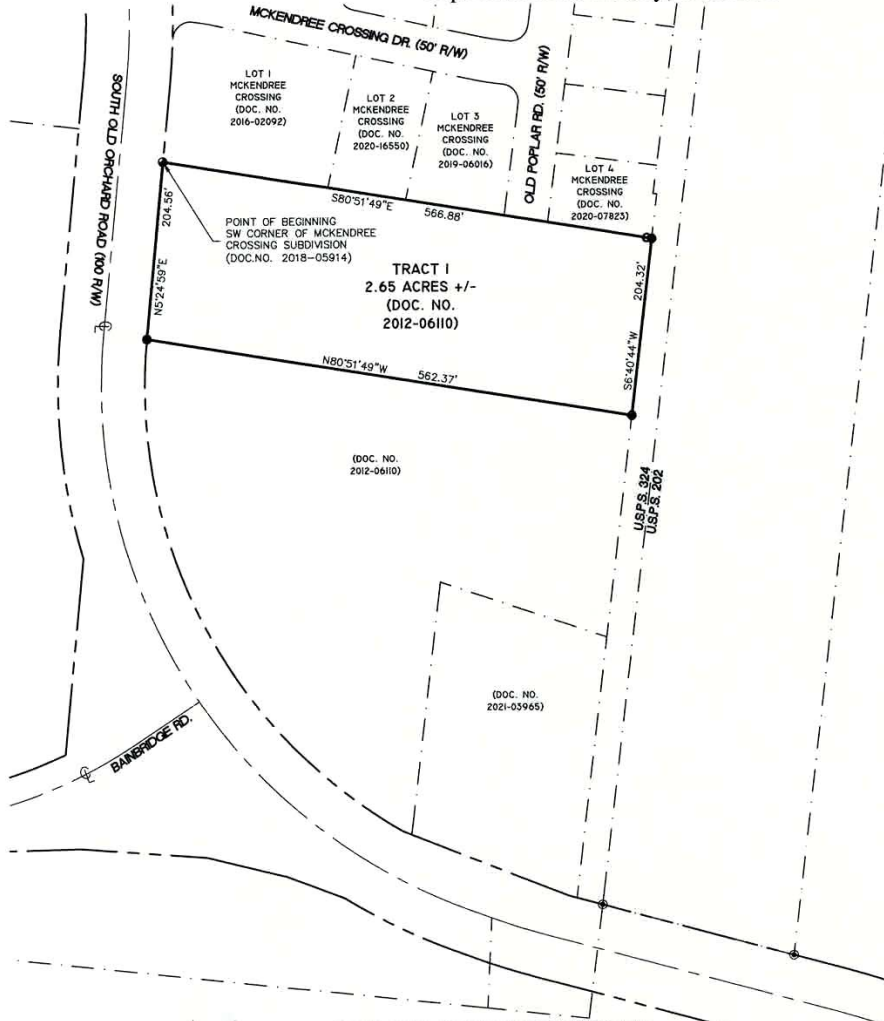 MCKENDREE CROSSING DR. (50' R/W)
SOUTH OLD ORCHARD ROAD (100 R/W)
LOT 1
MCKENDREE
CROSSING
(DOC. NO.
2016-02092)
LOT 2
MCKENDREE
CROSSING
(DOC. NO.
2020-16550)
LOT 3
MCKENDREE
CROSSING
(DOC. NO.
2019-06016)
OLD POPLAR RD. (50' R/W)
LOT 4
MCKENDREE
CROSSING
(DOC. NO.
2020-07823)
S80°51'49"E 566.88'
204.56'
N5°24'59"E
POINT OF BEGINNING
SW CORNER OF MCKENDREE
CROSSING SUBDIVISION
(DOC.NO. 2018-05914)
TRACT 1
2.65 ACRES +/-
(DOC. NO.
2012-06110)
204.32'
S6°40'44"W
N80°51'49"W 562.37'
(DOC. NO.
2012-06110)
U.S.P.S. 324
U.S.P.S. 202
(DOC. NO.
2021-03965)
BAINBRIDGE RD.